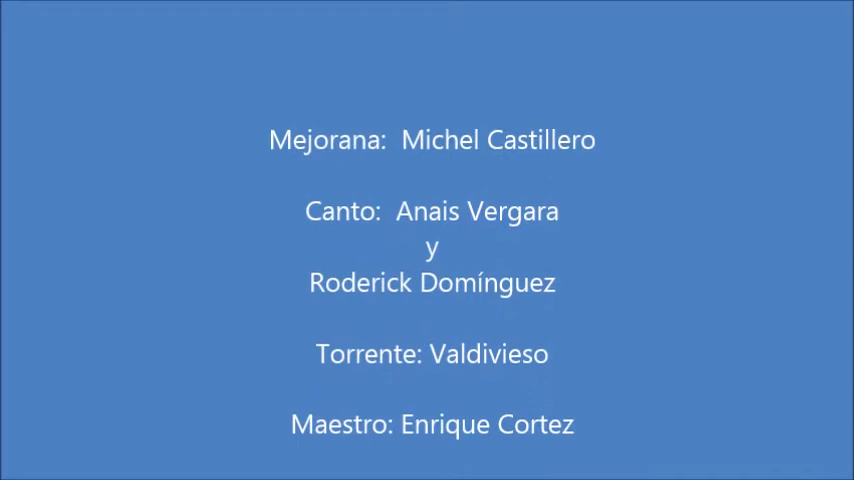 Mejorana:  Michel Castillero
Canto:  Anais Vergara
y
Roderick Domínguez
Torrente: Valdivieso
Maestro: Enrique Cortez